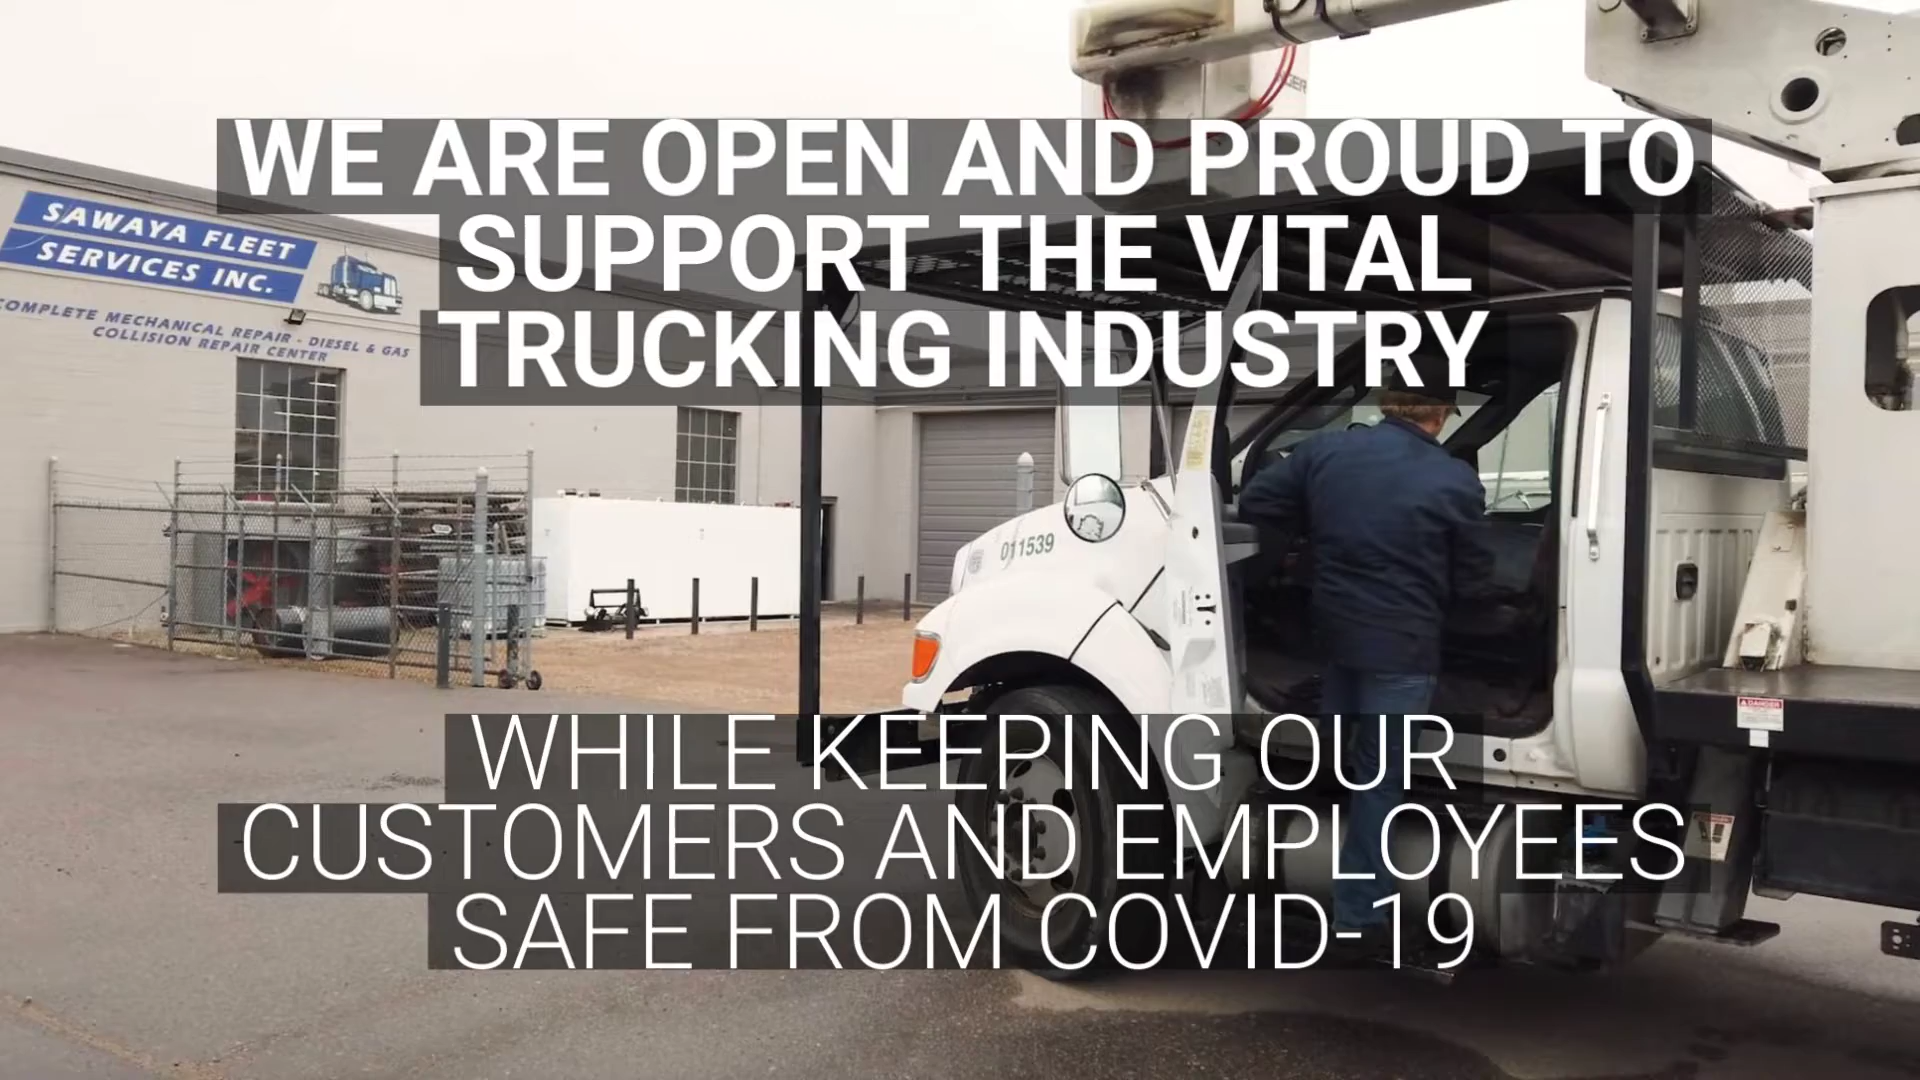 WE ARE OPEN AND PROUD TO
SUPPORT THE VITAL
TRUCKING INDUSTRY
SAWAYA FLEET
SERVICES INC.
COMPLETE MECHANICAL REPAIR - DIESEL & GAS
COLLISION REPAIR CENTER
011539
DANGER
WHILE KEEPING OUR
CUSTOMERS AND EMPLOYEES
SAFE FROM COVID-19